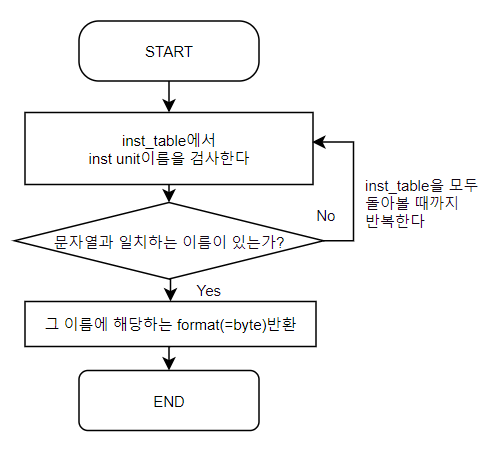 START
inst_table에서
inst unit이름을 검사한다
inst_table을 모두
돌아볼 때까지
반복한다
No
문자열과 일치하는 이름이 있는가?
Yes
그 이름에 해당하는 format(=byte)반환
END